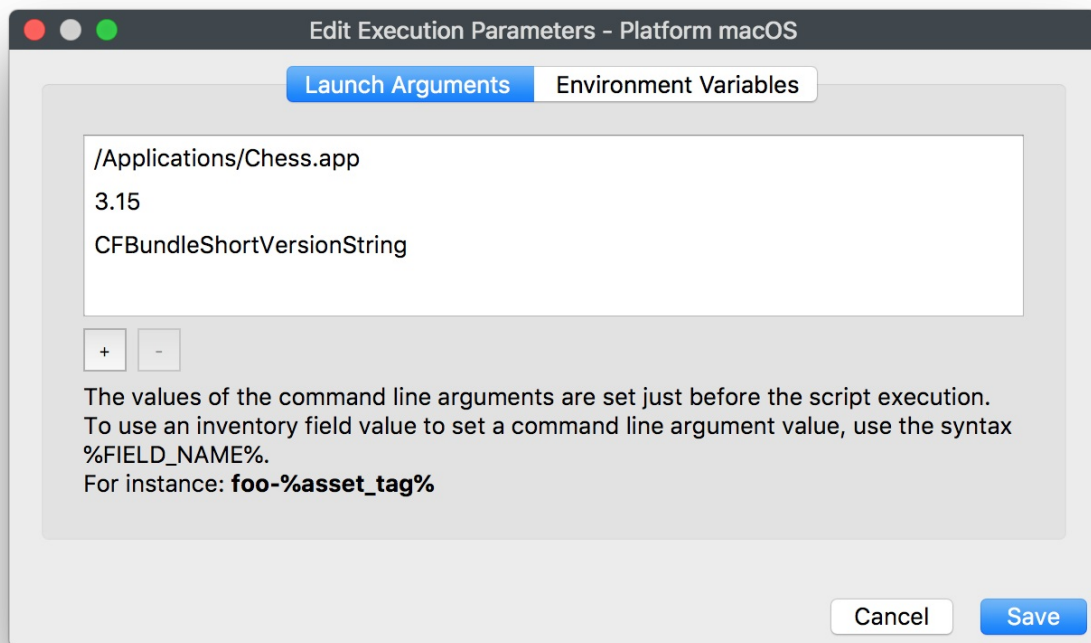 Edit Execution Parameters - Platform macOS
Launch Arguments
Environment Variables
/Applications/Chess.app
3.15
CFBundleShortVersionString
+
-
The values of the command line arguments are set just before the script execution.
To use an inventory field value to set a command line argument value, use the syntax
%FIELD_NAME%.
For instance: foo-%asset_tag%
Cancel
Save